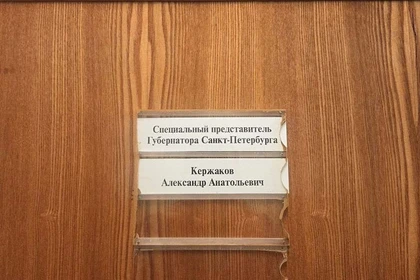 Специальный представитель
Губернатора Санкт-Петербурга
Кержаков
Александр Анатольевич